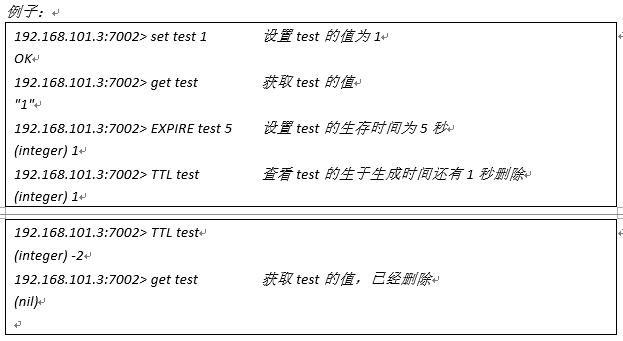 例子：
192.168.101.3:7002> set test 1 设置 test 的值为 1
OK
192.168.101.3:7002> get test 获取 test 的值
"1"
192.168.101.3:7002> EXPIRE test 5 设置 test 的生存时间为 5 秒
(integer) 1
192.168.101.3:7002> TTL test 查看 test 的生于生成时间还有 1 秒删除
(integer) 1
192.168.101.3:7002> TTL test
(integer) -2
192.168.101.3:7002> get test 获取 test 的值，已经删除
(nil)